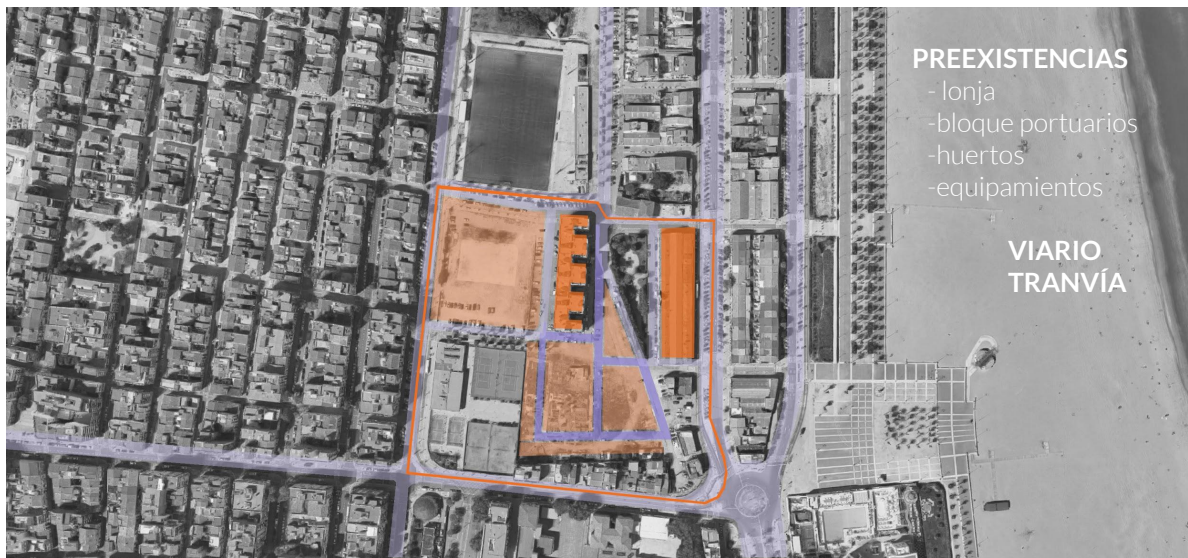 PREEXISTENCIAS
- lonja
-bloque portuarios
-huertos
-equipamientos
VIARIO
TRANVÍA